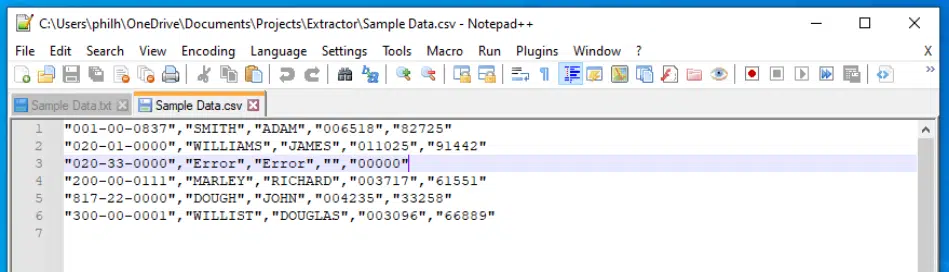 C:\Users\philh\OneDrive\Documents\Projects\Extractor\Sample Data.csv - Notepad++
File Edit Search View Encoding Language Settings Tools Macro Run Plugins Window ? X
Sample Data.txt Sample Data.csv
1 "001-00-0837","SMITH","ADAM","006518","82725"
2 "020-01-0000","WILLIAMS","JAMES","011025","91442"
3 "020-33-0000","Error","Error","","00000"
4 "200-00-0111","MARLEY","RICHARD","003717","61551"
5 "817-22-0000","DOUGH","JOHN","004235","33258"
6 "300-00-0001","WILLIST","DOUGLAS","003096","66889"
7